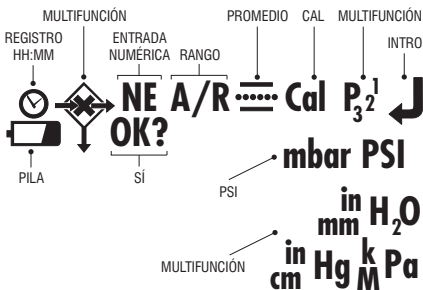 MULTIFUNCIÓN PROMEDIO CAL MULTIFUNCIÓN
REGISTRO HH:MM
ENTRADA NUMÉRICA
RANGO
INTRO
NE A/R Cal P 1 2 3
OK?
PILA
SÍ
PSI
mbar PSI
in mm H₂O
MULTIFUNCIÓN
in cm Hg k M Pa